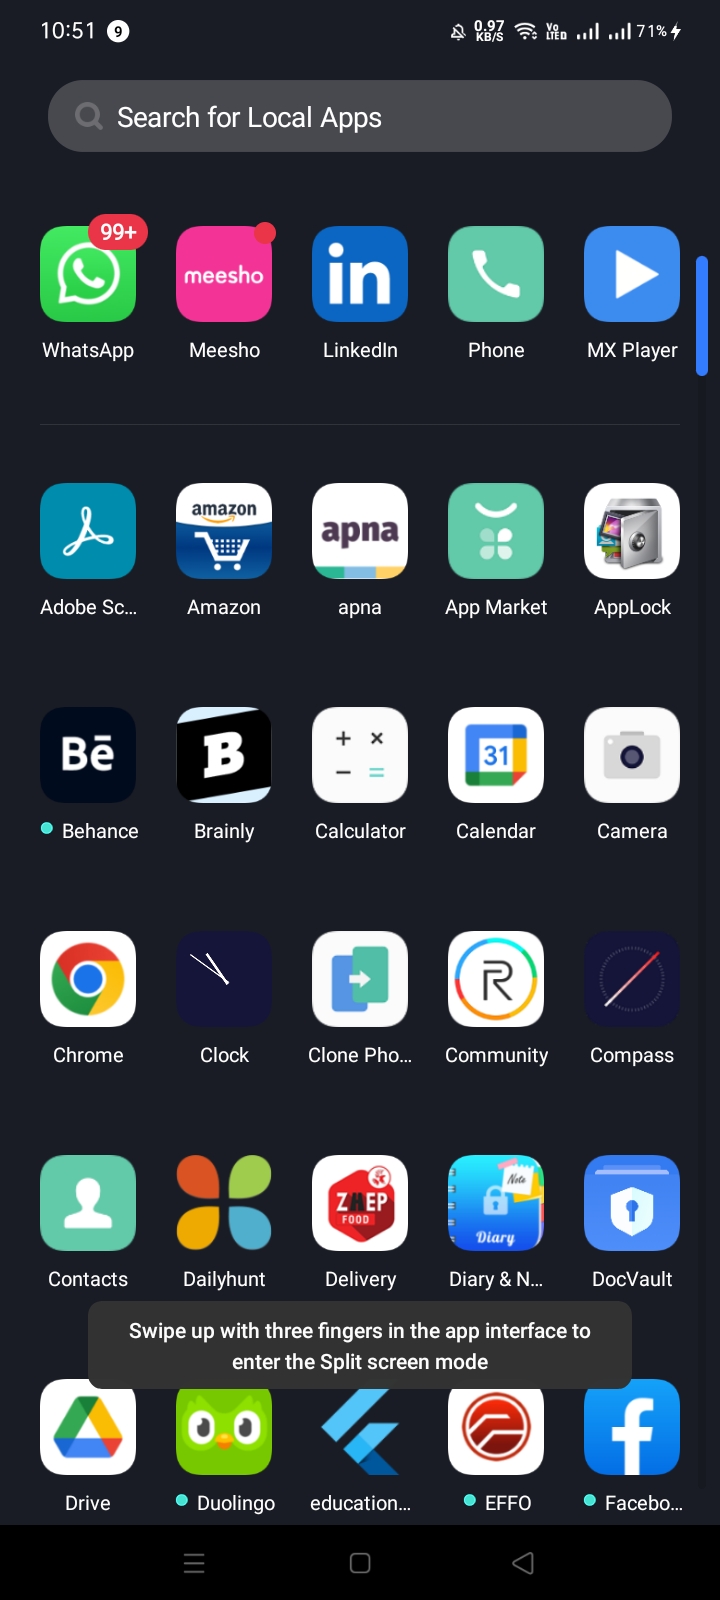 10:51
9
0.97
KB/S
Vo
LTE
71%
Search for Local Apps
99+
meesho
in
WhatsApp
Meesho
LinkedIn
Phone
MX Player
amazon
apna
Adobe Sc...
Amazon
apna
App Market
AppLock
Bē
B
31
Behance
Brainly
Calculator
Calendar
Camera
R
Chrome
Clock
Clone Pho...
Community
Compass
ZHEP
FOOD
Note
Diary
Contacts
Dailyhunt
Delivery
Diary & N...
DocVault
Swipe up with three fingers in the app interface to
enter the Split screen mode
f
Drive
Duolingo
education...
EFFO
Facebo...